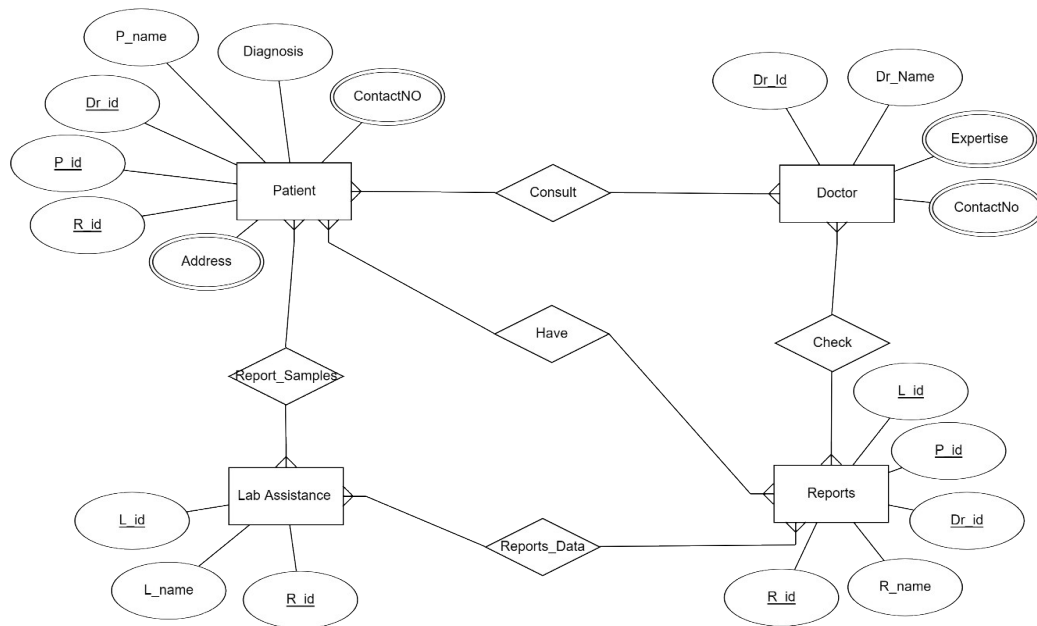 P_name
Diagnosis
ContactNO
Dr_id
P_id
R_id
Address
Patient
Consult
Dr_Id
Dr_Name
Expertise
ContactNo
Doctor
Have
Check
Report_Samples
L_id
P_id
Dr_id
R_name
R_id
Reports
Lab Assistance
L_id
L_name
R_id
Reports_Data